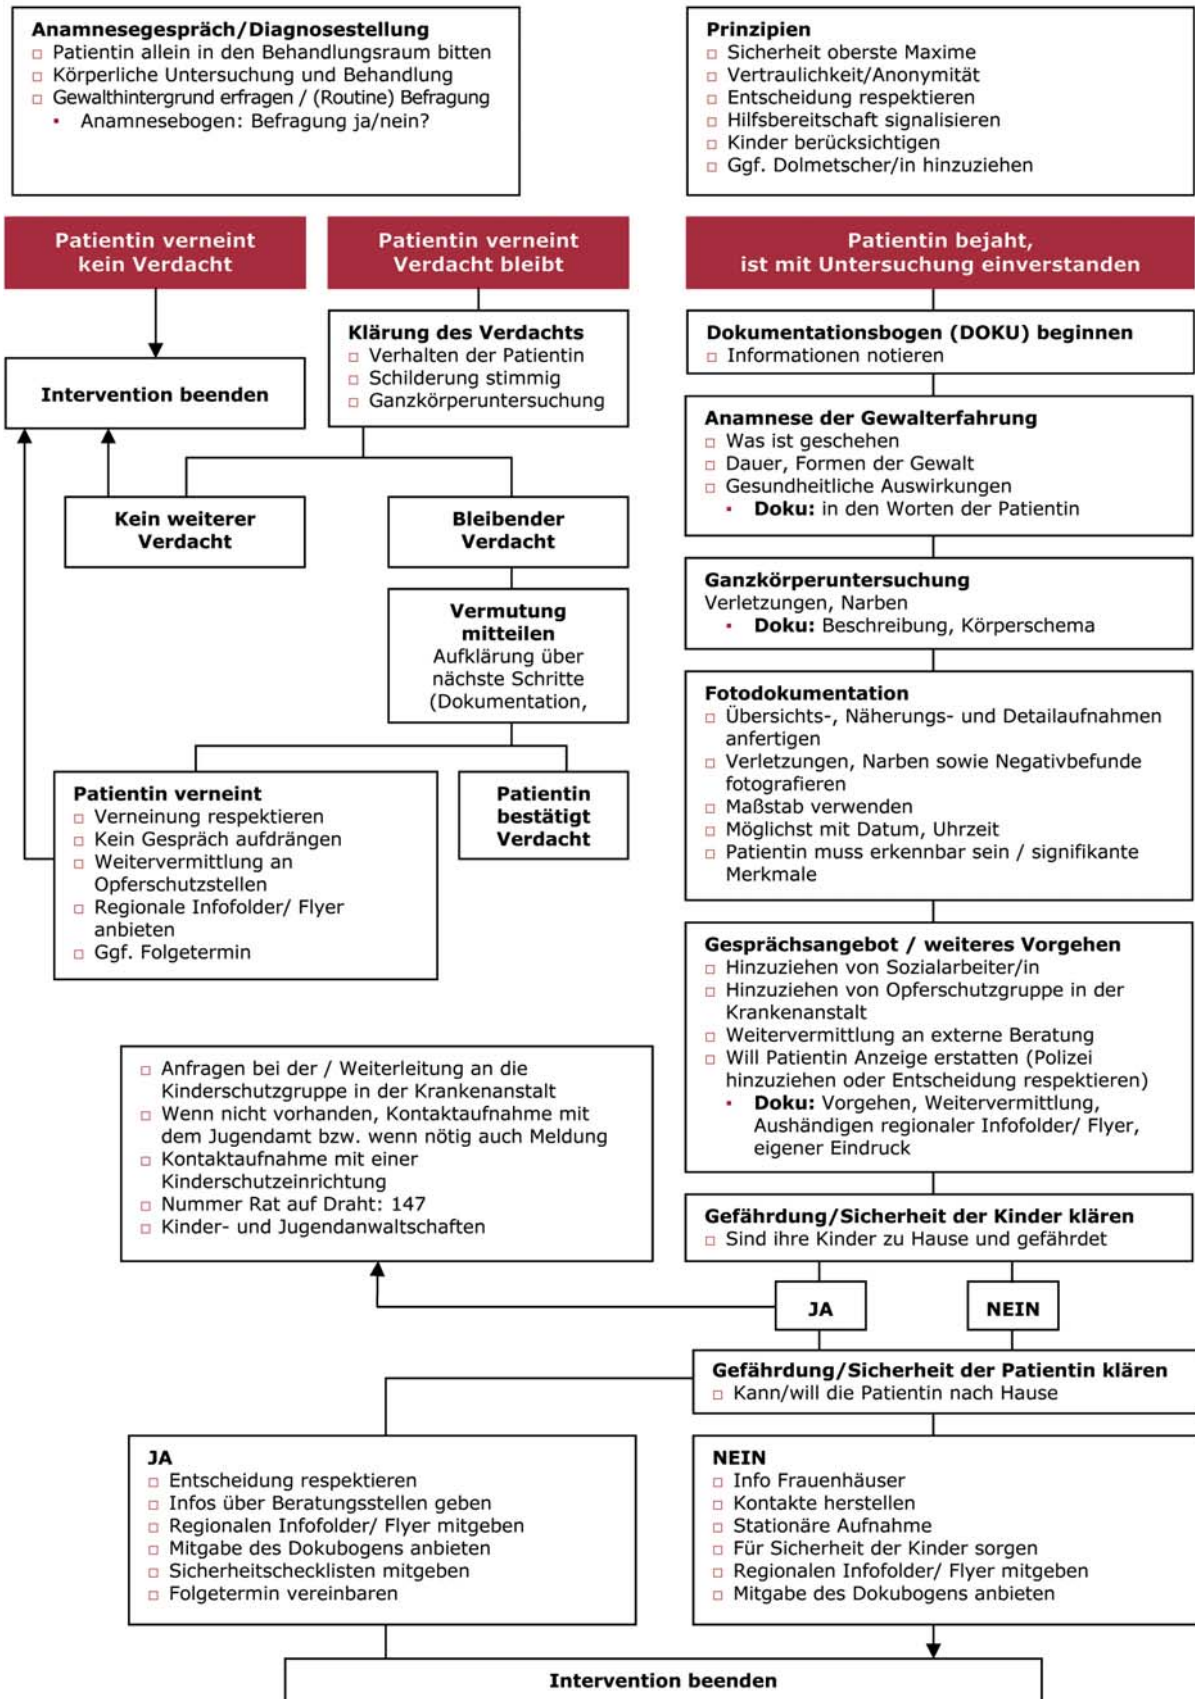 Anamnesegespräch/Diagnosestellung
Patientin allein in den Behandlungsraum bitten
Körperliche Untersuchung und Behandlung
Gewalthintergrund erfragen / (Routine) Befragung
Anamnesebogen: Befragung ja/nein?
Prinzipien
Sicherheit oberste Maxime
Vertraulichkeit/Anonymität
Entscheidung respektieren
Hilfsbereitschaft signalisieren
Kinder berücksichtigen
Ggf. Dolmetscher/in hinzuziehen
Patientin verneint
kein Verdacht
Patientin verneint
Verdacht bleibt
Patientin bejaht,
ist mit Untersuchung einverstanden
Intervention beenden
Klärung des Verdachts
Verhalten der Patientin
Schilderung stimmig
Ganzkörperuntersuchung
Kein weiterer
Verdacht
Bleibender
Verdacht
Vermutung
mitteilen
Aufklärung über
nächste Schritte
(Dokumentation,
Patientin verneint
Verneinung respektieren
Kein Gespräch aufdrängen
Weitervermittlung an
Opferschutzstellen
Regionale Infofolder/ Flyer
anbieten
Ggf. Folgetermin
Patientin
bestätigt
Verdacht
Dokumentationsbogen (DOKU) beginnen
Informationen notieren
Anamnese der Gewalterfahrung
Was ist geschehen
Dauer, Formen der Gewalt
Gesundheitliche Auswirkungen
Doku: in den Worten der Patientin
Ganzkörperuntersuchung
Verletzungen, Narben
Doku: Beschreibung, Körperschema
Fotodokumentation
Übersichts-, Näherungs- und Detailaufnahmen
anfertigen
Verletzungen, Narben sowie Negativbefunde
fotografieren
Maßstab verwenden
Möglichst mit Datum, Uhrzeit
Patientin muss erkennbar sein / signifikante
Merkmale
Gesprächsangebot / weiteres Vorgehen
Hinzuziehen von Sozialarbeiter/in
Hinzuziehen von Opferschutzgruppe in der
Krankenanstalt
Weitervermittlung an externe Beratung
Will Patientin Anzeige erstatten (Polizei
hinzuziehen oder Entscheidung respektieren)
Doku: Vorgehen, Weitervermittlung,
Aushändigen regionaler Infofolder/ Flyer,
eigener Eindruck
Anfragen bei der / Weiterleitung an die
Kinderschutzgruppe in der Krankenanstalt
Wenn nicht vorhanden, Kontaktaufnahme mit
dem Jugendamt bzw. wenn nötig auch Meldung
Kontaktaufnahme mit einer
Kinderschutzeinrichtung
Nummer Rat auf Draht: 147
Kinder- und Jugendanwaltschaften
Gefährdung/Sicherheit der Kinder klären
Sind ihre Kinder zu Hause und gefährdet
JA
NEIN
Gefährdung/Sicherheit der Patientin klären
Kann/will die Patientin nach Hause
JA
Entscheidung respektieren
Infos über Beratungsstellen geben
Regionalen Infofolder/ Flyer mitgeben
Mitgabe des Dokubogens anbieten
Sicherheitschecklisten mitgeben
Folgetermin vereinbaren
NEIN
Info Frauenhäuser
Kontakte herstellen
Stationäre Aufnahme
Für Sicherheit der Kinder sorgen
Regionalen Infofolder/ Flyer mitgeben
Mitgabe des Dokubogens anbieten
Intervention beenden